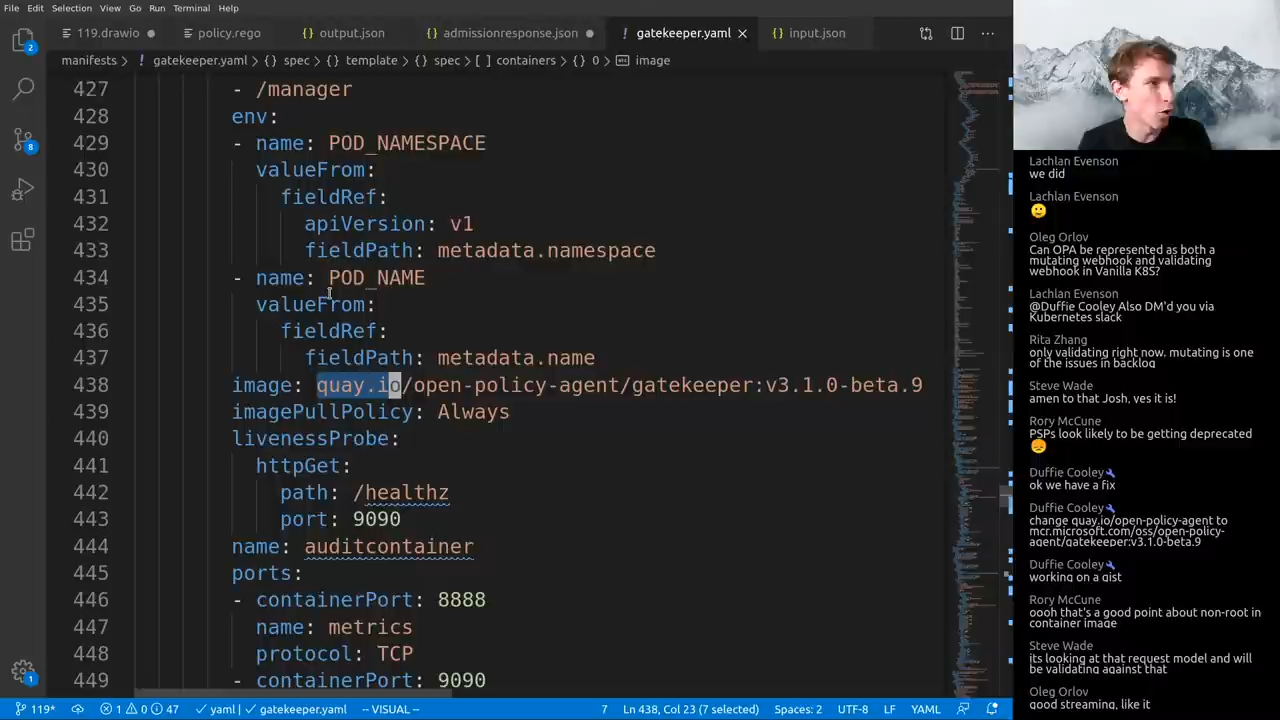 File Edit Selection View Go Run Terminal Help
119.drawio policy.rego output.json admissionresponse.json gatekeeper.yaml input.json
manifests gatekeeper.yaml spec template spec containers 0 image
427 - /manager
428 env:
429 - name: POD_NAMESPACE
430 valueFrom:
431 fieldRef:
432 apiVersion: v1
433 fieldPath: metadata.namespace
434 - name: POD_NAME
435 valueFrom:
436 fieldRef:
437 fieldPath: metadata.name
438 image: quay.io/open-policy-agent/gatekeeper:v3.1.0-beta.9
439 imagePullPolicy: Always
440 livenessProbe:
441 httpGet:
442 path: /healthz
443 port: 9090
444 name: auditcontainer
445 ports:
446 - containerPort: 8888
447 name: metrics
448 protocol: TCP
449 - containerPort: 9090
119* 1 0 47 yaml gatekeeper.yaml -- VISUAL -- 7 Ln 438, Col 23 (7 selected) Spaces: 2 UTF-8 LF YAML
2
8
1
Lachlan Evenson
we did
Lachlan Evenson
Oleg Orlov
Can OPA be represented as both a
mutating webhook and validating
webhook in Vanilla K8S?
Lachlan Evenson
@Duffie Cooley Also DM'd you via
Kubernetes slack
Rita Zhang
only validating right now. mutating is one
of the issues in backlog
Steve Wade
amen to that Josh, yes it is!
Rory McCune
PSPs look likely to be getting deprecated
Duffie Cooley
ok we have a fix
Duffie Cooley
change quay.io/open-policy-agent to
mcr.microsoft.com/oss/open-policy-
agent/gatekeeper:v3.1.0-beta.9
Duffie Cooley
working on a gist
Rory McCune
oooh that's a good point about non-root in
container image
Steve Wade
its looking at that request model and will
be validating against that
Oleg Orlov
good streaming, like it